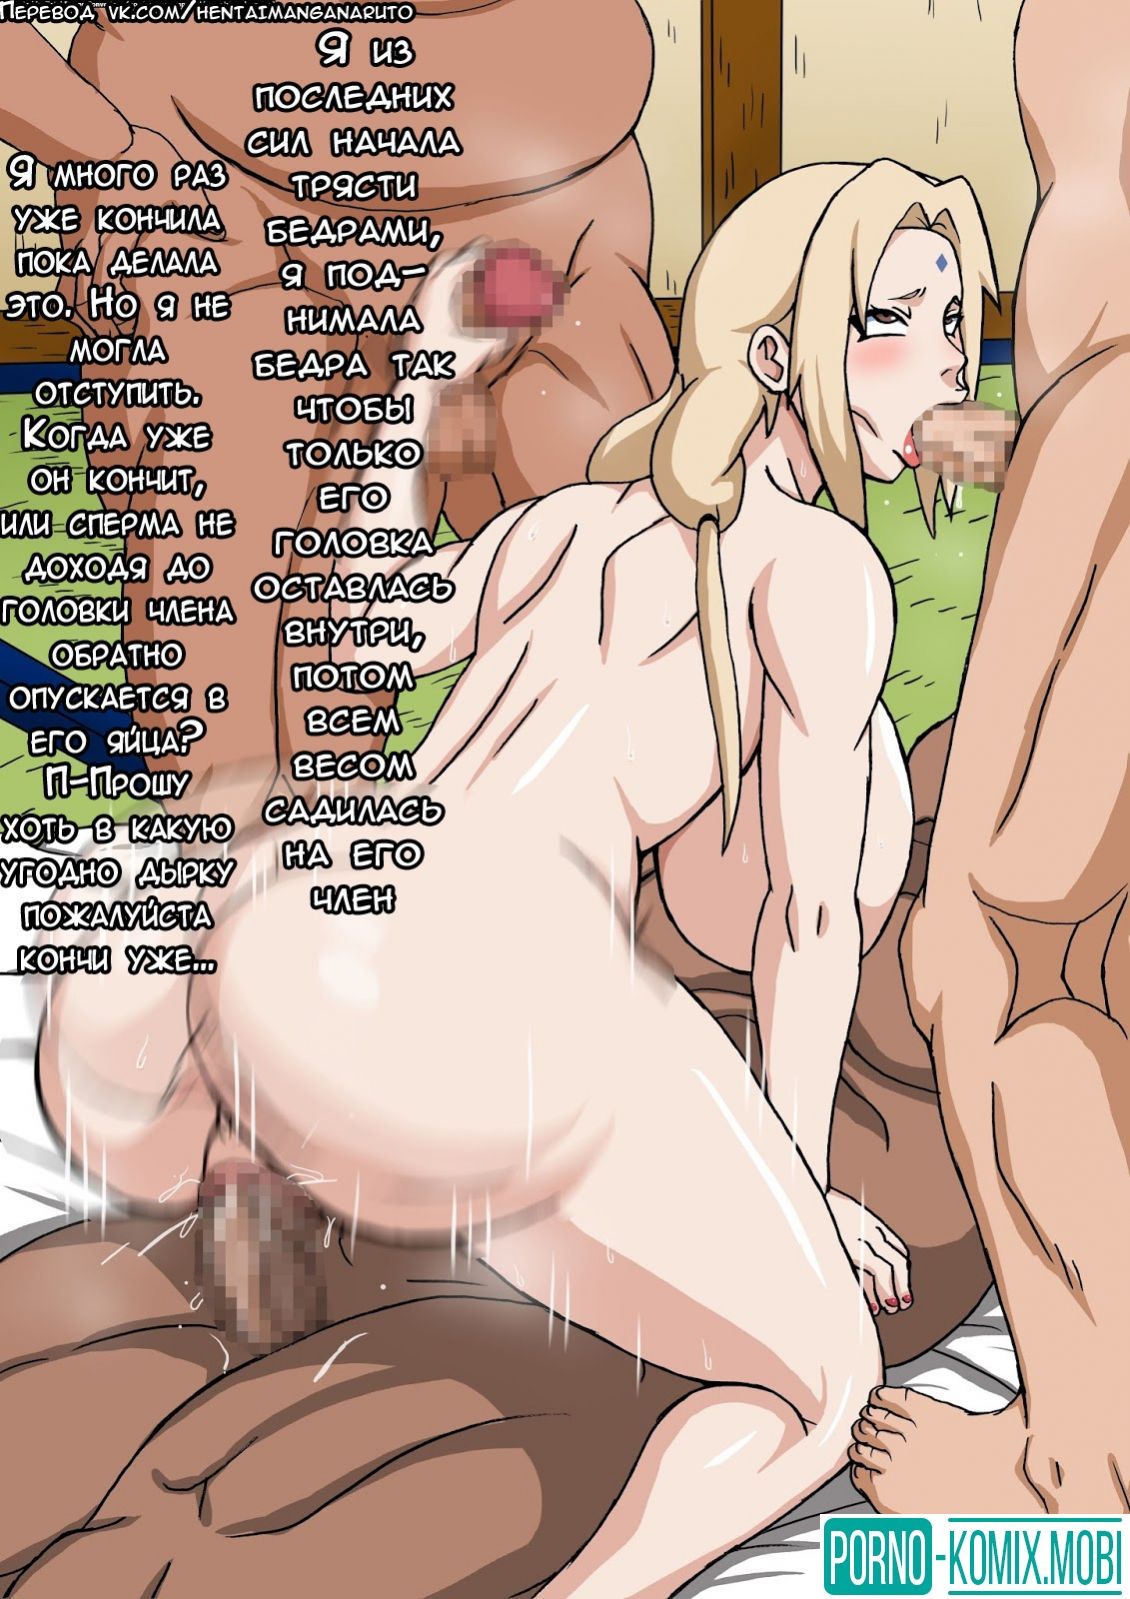 Перевод vk.com/hentaimanganaruto
Я из
последних
сил начала
трясти
бедрами,
я под-
нимала
бедра так
чтобы
только
его
головка
оставлась
внутри,
потом
всем
весом
садилась
на его
член
Я много раз
уже кончила
пока делала
это. Но я не
могла
отступить.
Когда уже
он кончит,
или сперма не
доходя до
головки члена
обратно
опускается в
его яйца?
П-Прошу
хоть в какую
угодно дырку
пожалуйста
кончи уже...
PORNO-KOMIX.MOBI